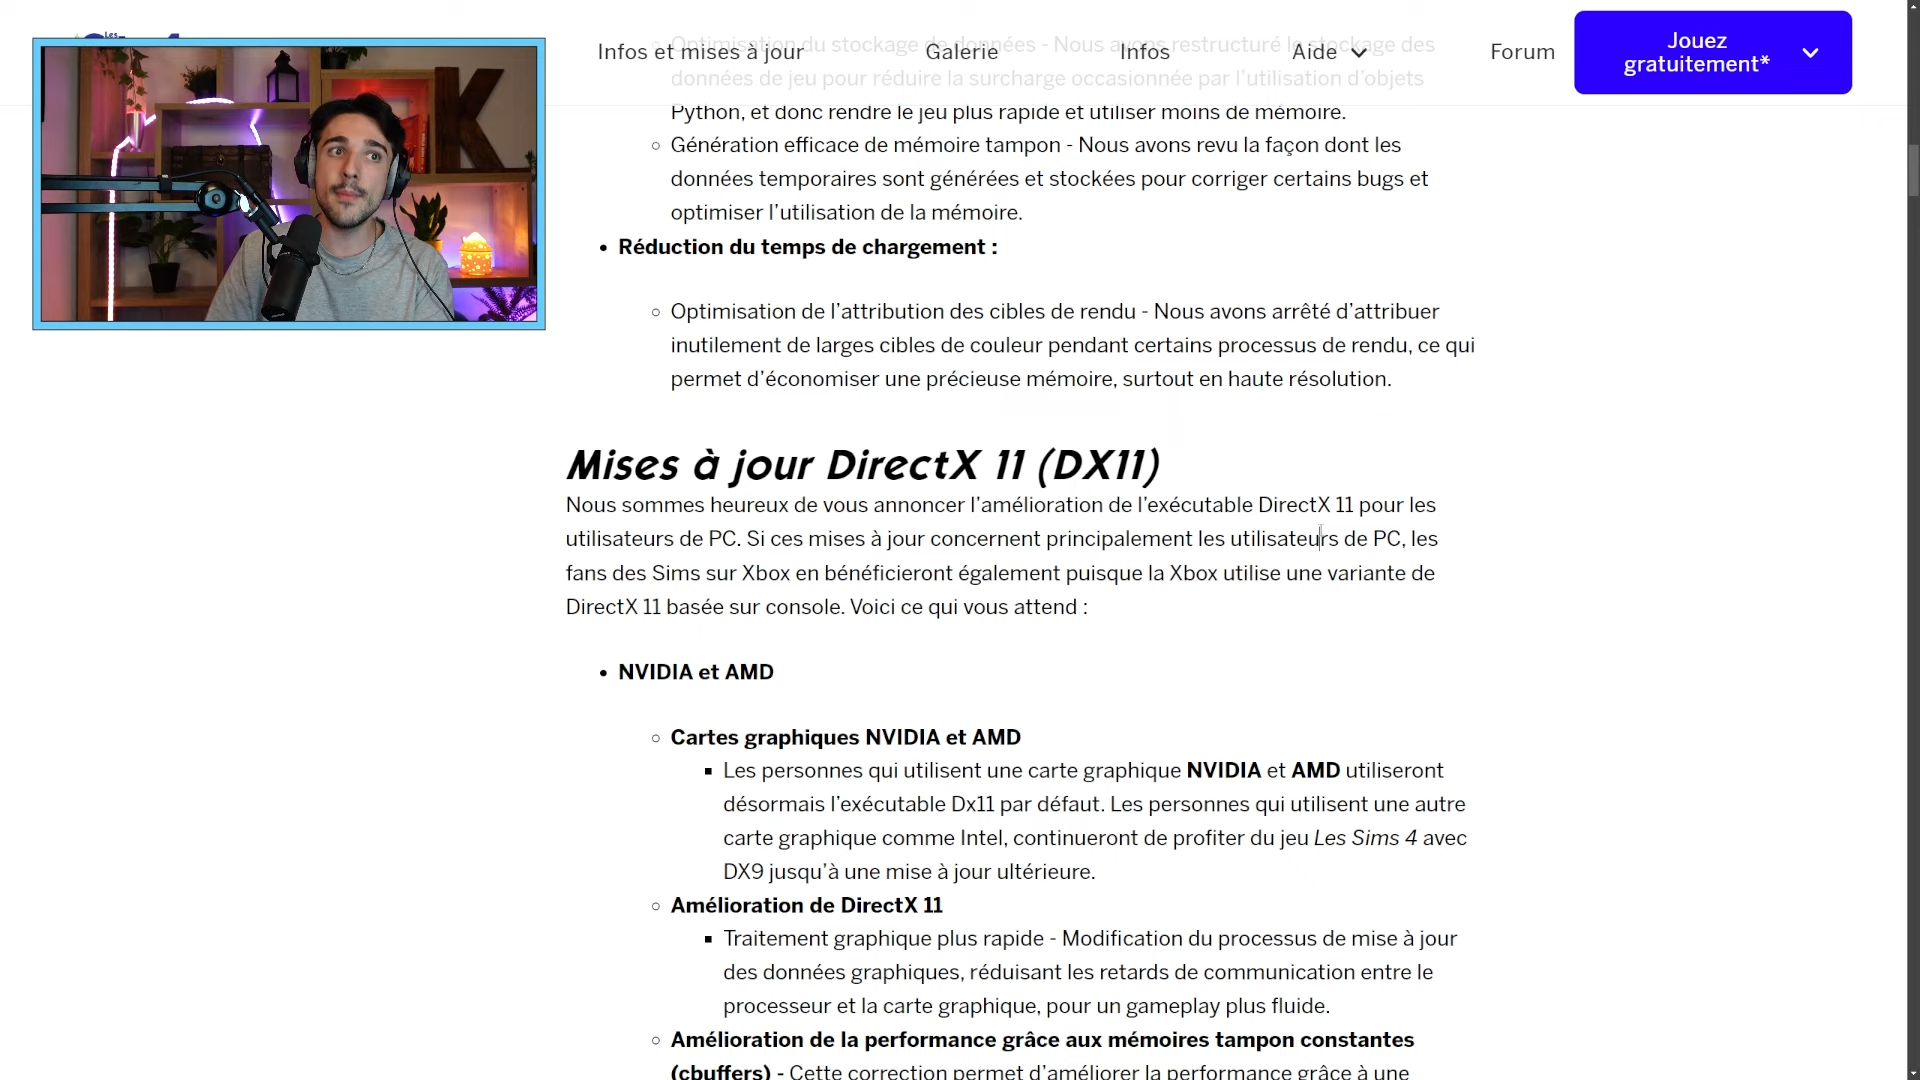 Les
Infos et mises à jour
Galerie
Infos
Aide
Forum
Jouez
gratuitement*
Optimisation du stockage de données - Nous avons restructuré le stockage des
données de jeu pour réduire la surcharge occasionnée par l’utilisation d’objets
Python, et donc rendre le jeu plus rapide et utiliser moins de mémoire.
Génération efficace de mémoire tampon - Nous avons revu la façon dont les
données temporaires sont générées et stockées pour corriger certains bugs et
optimiser l’utilisation de la mémoire.
Réduction du temps de chargement :
Optimisation de l’attribution des cibles de rendu - Nous avons arrêté d’attribuer
inutilement de larges cibles de couleur pendant certains processus de rendu, ce qui
permet d’économiser une précieuse mémoire, surtout en haute résolution.
Mises à jour DirectX 11 (DX11)
Nous sommes heureux de vous annoncer l’amélioration de l’exécutable DirectX 11 pour les
utilisateurs de PC. Si ces mises à jour concernent principalement les utilisateurs de PC, les
fans des Sims sur Xbox en bénéficieront également puisque la Xbox utilise une variante de
DirectX 11 basée sur console. Voici ce qui vous attend :
NVIDIA et AMD
Cartes graphiques NVIDIA et AMD
Les personnes qui utilisent une carte graphique NVIDIA et AMD utiliseront
désormais l’exécutable Dx11 par défaut. Les personnes qui utilisent une autre
carte graphique comme Intel, continueront de profiter du jeu Les Sims 4 avec
DX9 jusqu’à une mise à jour ultérieure.
Amélioration de DirectX 11
Traitement graphique plus rapide - Modification du processus de mise à jour
des données graphiques, réduisant les retards de communication entre le
processeur et la carte graphique, pour un gameplay plus fluide.
Amélioration de la performance grâce aux mémoires tampon constantes
(cbuffers) - Cette correction permet d’améliorer la performance grâce à une
K